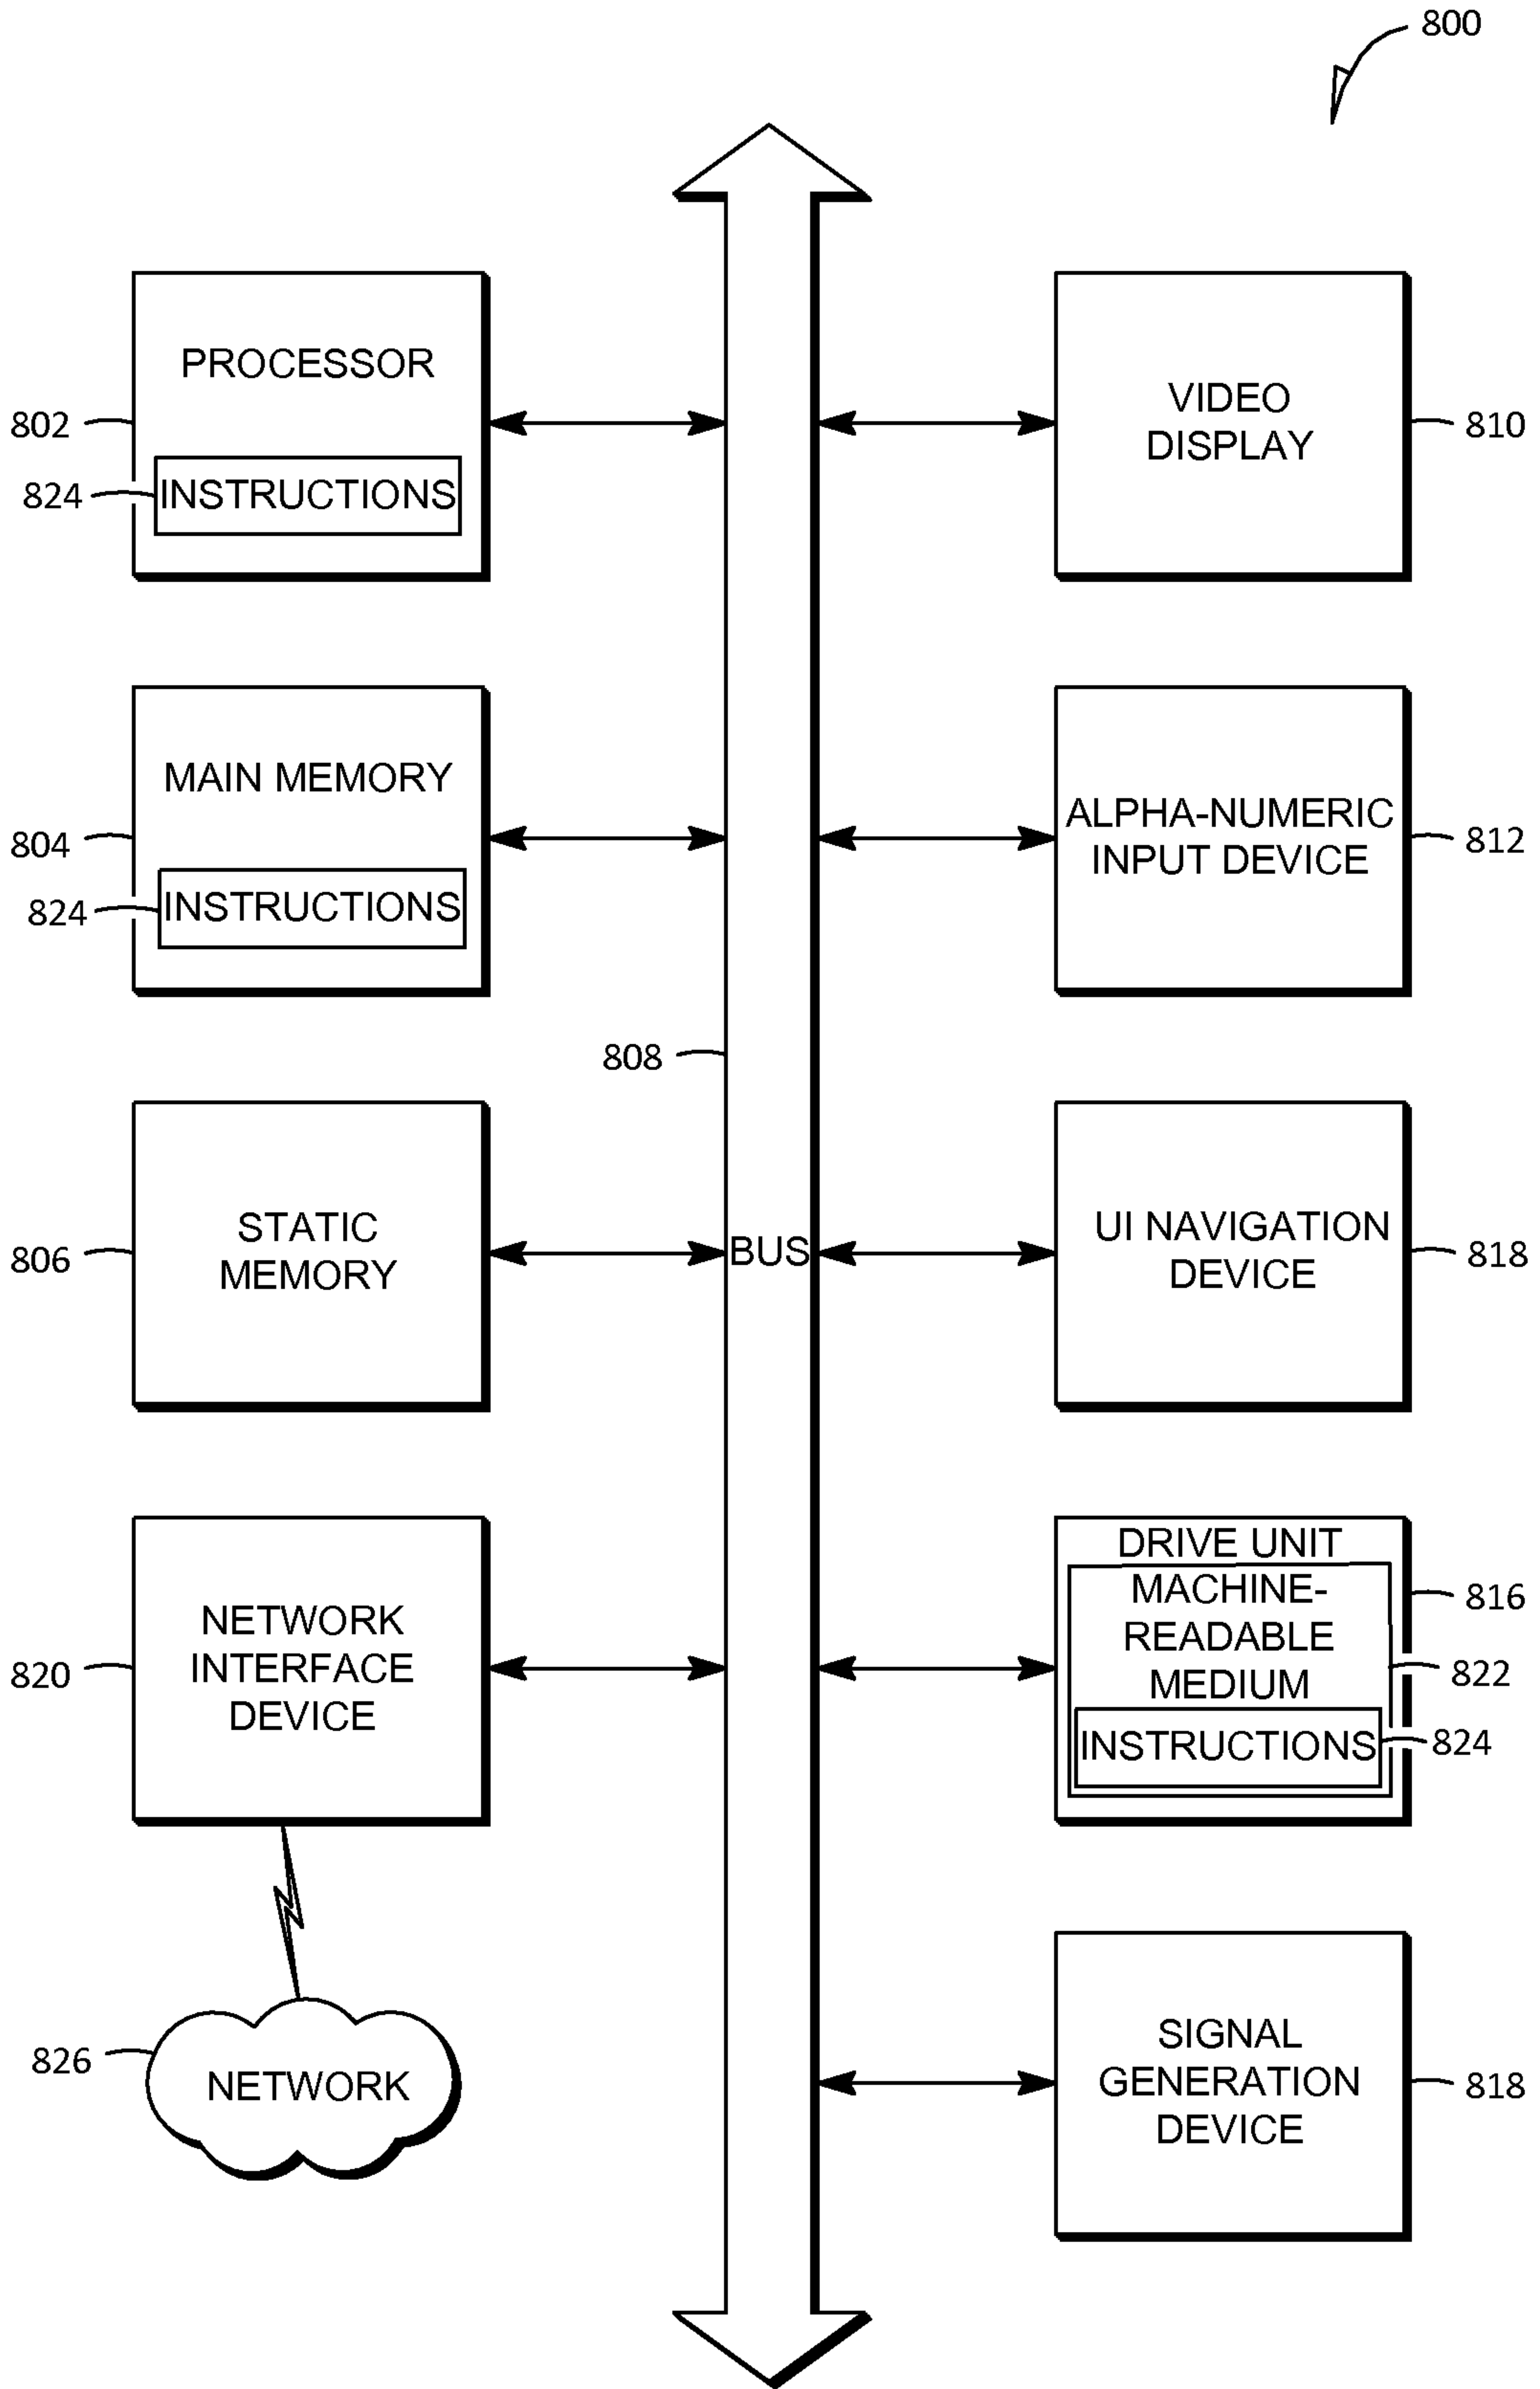 800
PROCESSOR
802
824
INSTRUCTIONS
VIDEO
DISPLAY
810
MAIN MEMORY
804
824
INSTRUCTIONS
ALPHA-NUMERIC
INPUT DEVICE
812
808
STATIC
MEMORY
806
BUS
UI NAVIGATION
DEVICE
818
NETWORK
INTERFACE
DEVICE
820
DRIVE UNIT
MACHINE-
READABLE
MEDIUM
INSTRUCTIONS
816
822
824
826
NETWORK
SIGNAL
GENERATION
DEVICE
818